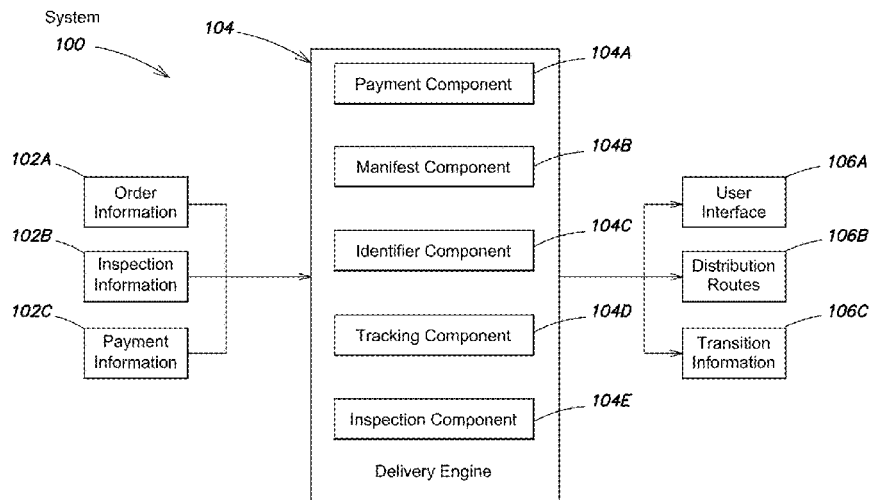 System
100
104
104A
Payment Component
104B
Manifest Component
102A
106A
Order
Information
User
Interface
104C
Identifier Component
102B
106B
Inspection
Information
Distribution
Routes
102C
104D
106C
Payment
Information
Tracking Component
Transition
Information
104E
Inspection Component
Delivery Engine